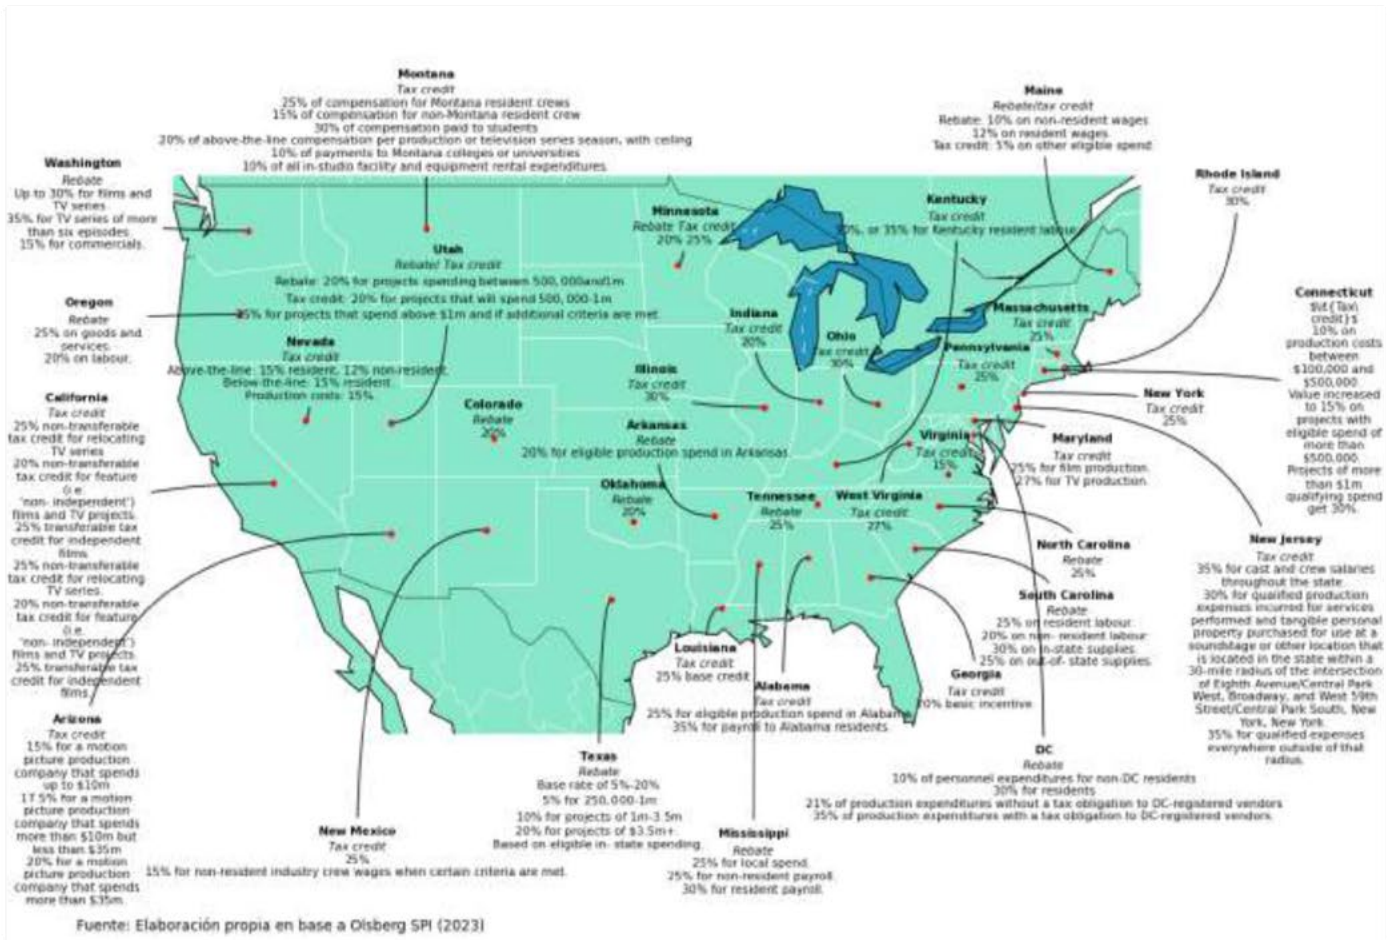 Montana
Tax credit
25% of compensation for Montana resident crews
15% of compensation for non-Montana resident crew
30% of compensation paid to students
20% of above-the-line compensation per production or television series season, with ceiling
10% of payments to Montana colleges or universities
10% of all in-studio facility and equipment rental expenditures
Maine
Rebate/tax credit
Rebate: 10% on non-resident wages
12% on resident wages
Tax credit: 5% on other eligible spend
Washington
Rebate
Up to 30% for films and
TV series.
35% for TV series of more
than six episodes.
15% for commercials.
Rhode Island
Tax credit
30%
Kentucky
Tax credit
or 35% for Kentucky resident labour
Minnesota
Rebate Tax credit
20% 25%
Utah
Rebate/ Tax credit
Rebate: 20% for projects spending between 500,000and1m
Tax credit: 20% for projects that will spend 500,000-1m
25% for projects that spend above $1m and if additional criteria are met.
Oregon
Rebate
25% on goods and
services.
20% on labour.
Nevada
Tax credit
Above-the-line: 15% resident, 12% non-resident.
Below-the-line: 15% resident
Production costs: 15%.
Indiana
Tax credit
20%
Ohio
Tax credit
30%
Massachusetts
Tax credit
25%
Pennsylvania
Tax credit
25%
Connecticut
$\it{Tax\
credit}$
10% on
production costs
between
$100,000 and
$500,000.
Value increased
to 15% on
projects with
eligible spend of
more than
$500,000.
Projects of more
than $1m
qualifying spend
get 30%.
Illinois
Tax credit
30%
California
Tax credit
25% non-transferable
tax credit for relocating
TV series
20% non-transferable
tax credit for feature
(i.e.
'non- independent')
films and TV projects.
25% transferable tax
credit for independent
films
25% non-transferable
tax credit for relocating
TV series.
20% non-transferable
tax credit for feature
(i.e.
'non- independent')
films and TV projects.
25% transferable tax
credit for independent
films.
Colorado
Rebate
20%
Arkansas
Rebate
20% for eligible production spend in Arkansas.
New York
Tax credit
25%
Virginia
Tax credit
15%
Maryland
Tax credit
25% for film production.
27% for TV production.
Oklahoma
Rebate
20%
Tennessee
Rebate
25%
West Virginia
Tax credit
27%
North Carolina
Rebate
25%
New Jersey
Tax credit
35% for cast and crew salaries
throughout the state.
30% for qualified production
expenses incurred for services
performed and tangible personal
property purchased for use at a
soundstage or other location that
is located in the state within a
30-mile radius of the intersection
of Eighth Avenue/Central Park
West, Broadway, and West 59th
Street/Central Park South, New
York, New York.
35% for qualified expenses
everywhere outside of that
radius.
South Carolina
Rebate
25% on resident labour
20% on non- resident labour
30% on in-state supplies.
25% on out-of- state supplies
Louisiana
Tax credit
25% base credit
Georgia
Tax credit
20% basic incentive.
Alabama
Tax credit
25% for eligible production spend in Alabama
35% for payroll to Alabama residents.
Arizona
Tax credit
15% for a motion
picture production
company that spends
up to $10m
17.5% for a motion
picture production
company that spends
more than $10m but
less than $35m
20% for a motion
picture production
company that spends
more than $35m.
Texas
Rebate
Base rate of 5%-20%
5% for 250,000-1m
10% for projects of 1m-3.5m
20% for projects of $3.5m+.
Based on eligible in- state spending.
DC
Rebate
10% of personnel expenditures for non-DC residents
30% for residents
21% of production expenditures without a tax obligation to DC-registered vendors
35% of production expenditures with a tax obligation to DC-registered vendors.
New Mexico
Tax credit
25%
15% for non-resident industry crew wages when certain criteria are met.
Mississippi
Rebate
25% for local spend.
25% for non-resident payroll.
30% for resident payroll.
Fuente: Elaboración propia en base a Olsberg SPI (2023)